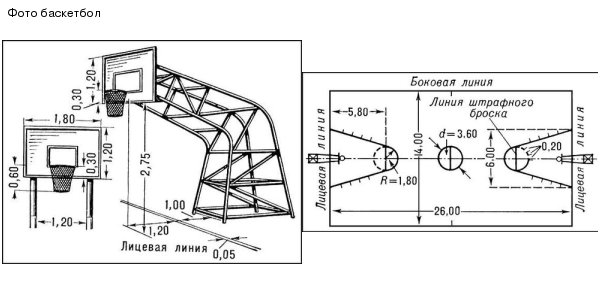 Фото баскетбол
1,20
0,30
1,80
1,20
0,30
0,60
1,20
2,75
1,00
1,20
Лицевая линия
0,05
Боковая линия
Линия штрафного
броска
5,80
d=3.60
14.00
6.00
0,20
R=1,80
26,00
Лицевая линия
Лицевая линия